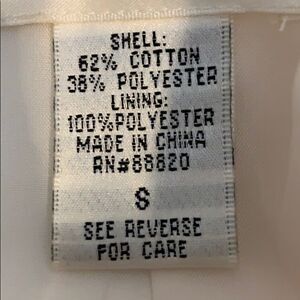 SHELL:
62% COTTON
38% POLYESTER
LINING:
100%POLYESTER
MADE IN CHINA
RN#88820
S
SEE REVERSE
FOR CARE